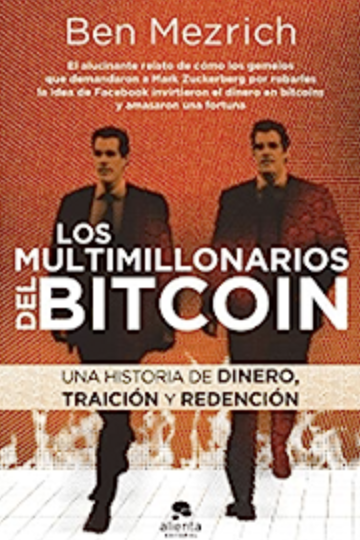 Ben Mezrich
El alucinante relato de cómo los gemelos
que demandaron a Mark Zuckerberg por robarles
la idea de Facebook invirtieron el dinero en bitcoins
y amasaron una fortuna
LOS
MULTIMILLONARIOS
DEL BITCOIN
UNA HISTORIA DE DINERO,
TRAICIÓN Y REDENCIÓN
alienta
EDITORIAL